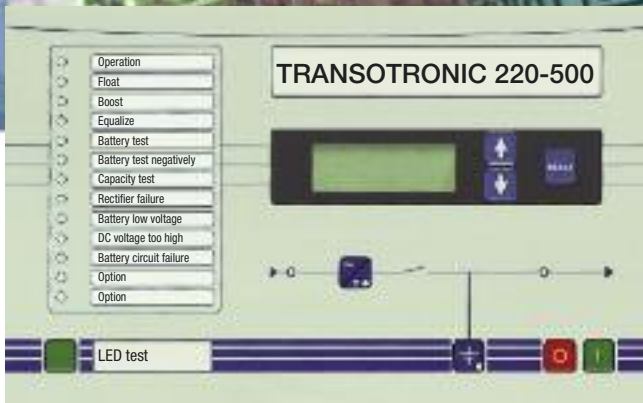 Operation
Float
Boost
Equalize
Battery test
Battery test negatively
Capacity test
Rectifier failure
Battery low voltage
DC voltage too high
Battery circuit failure
Option
Option
TRANSOTRONIC 220-500
LED test
O
I